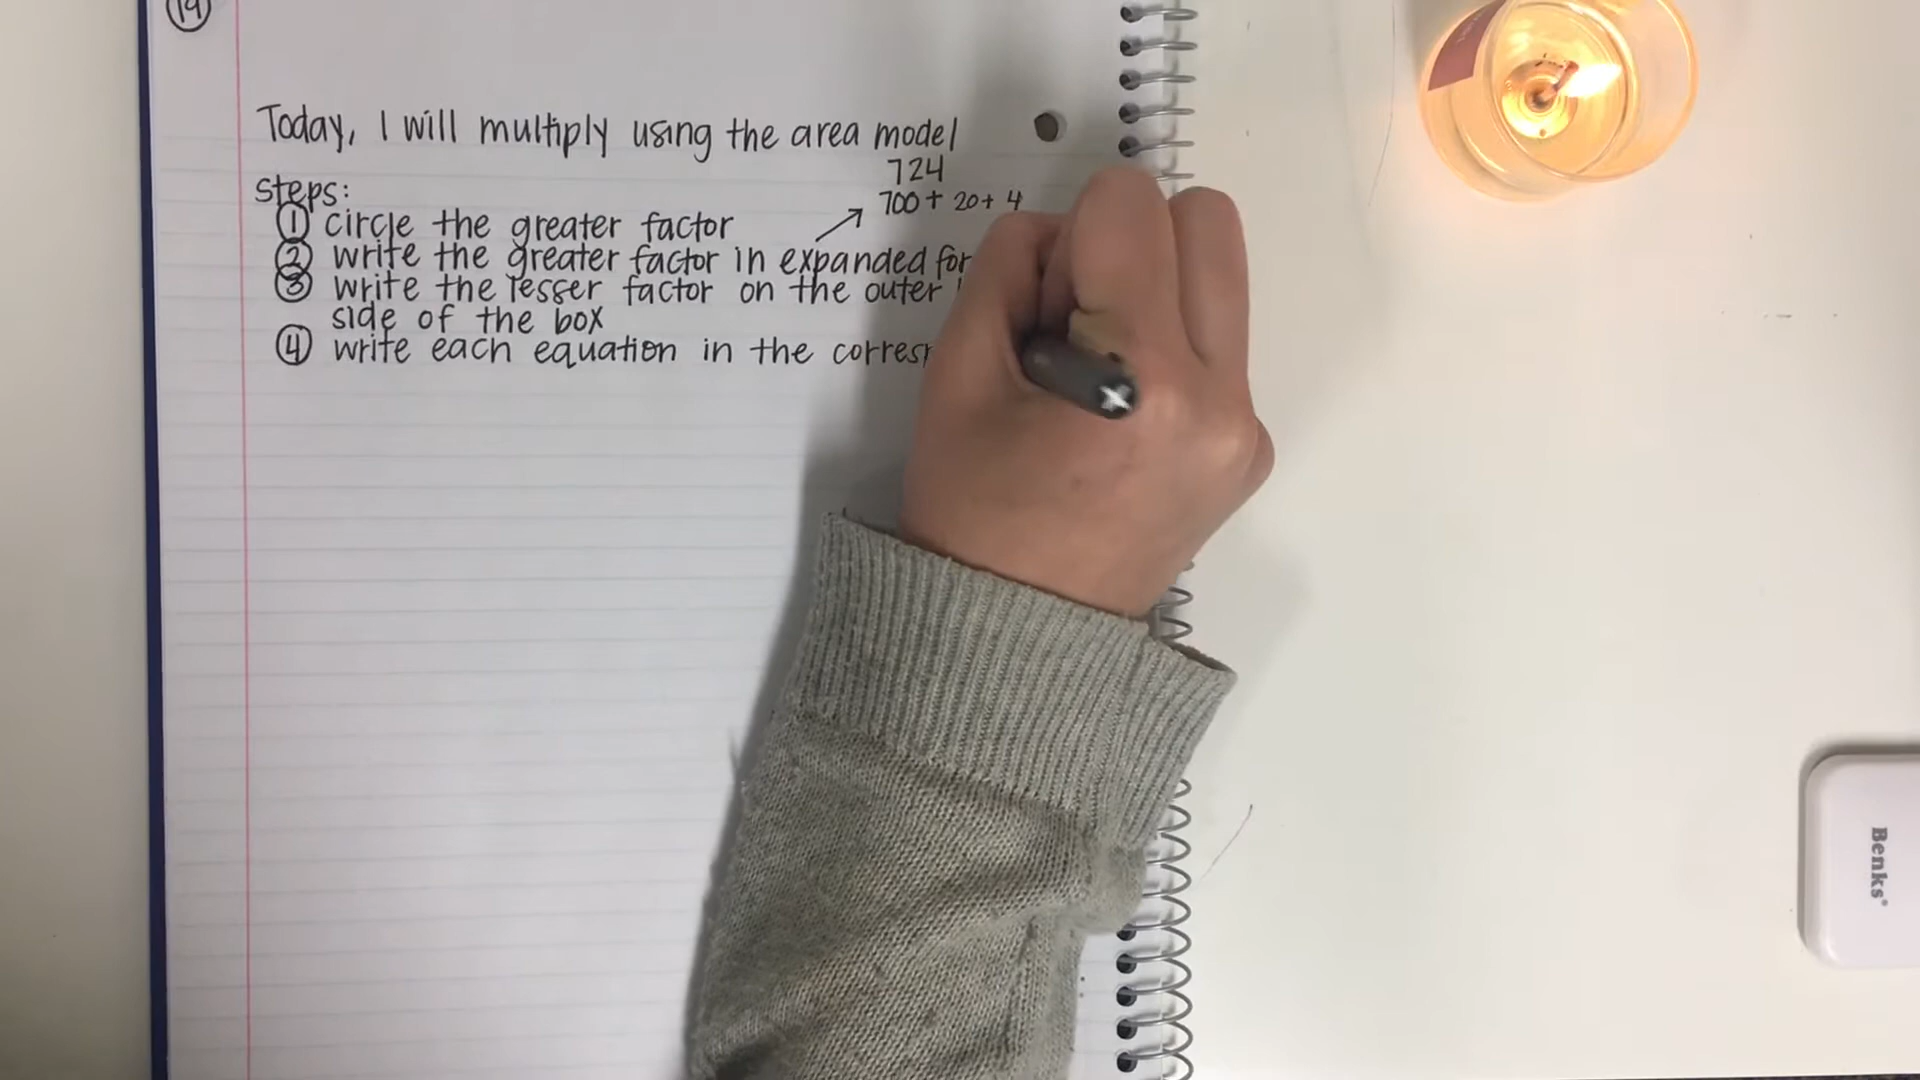 19
Today, I will multiply using the area model
724
700 + 20 + 4
steps:
① circle the greater factor
② write the greater factor in expanded
③ write the lesser factor on the outer
side of the box
④ write each equation in the
Benks®